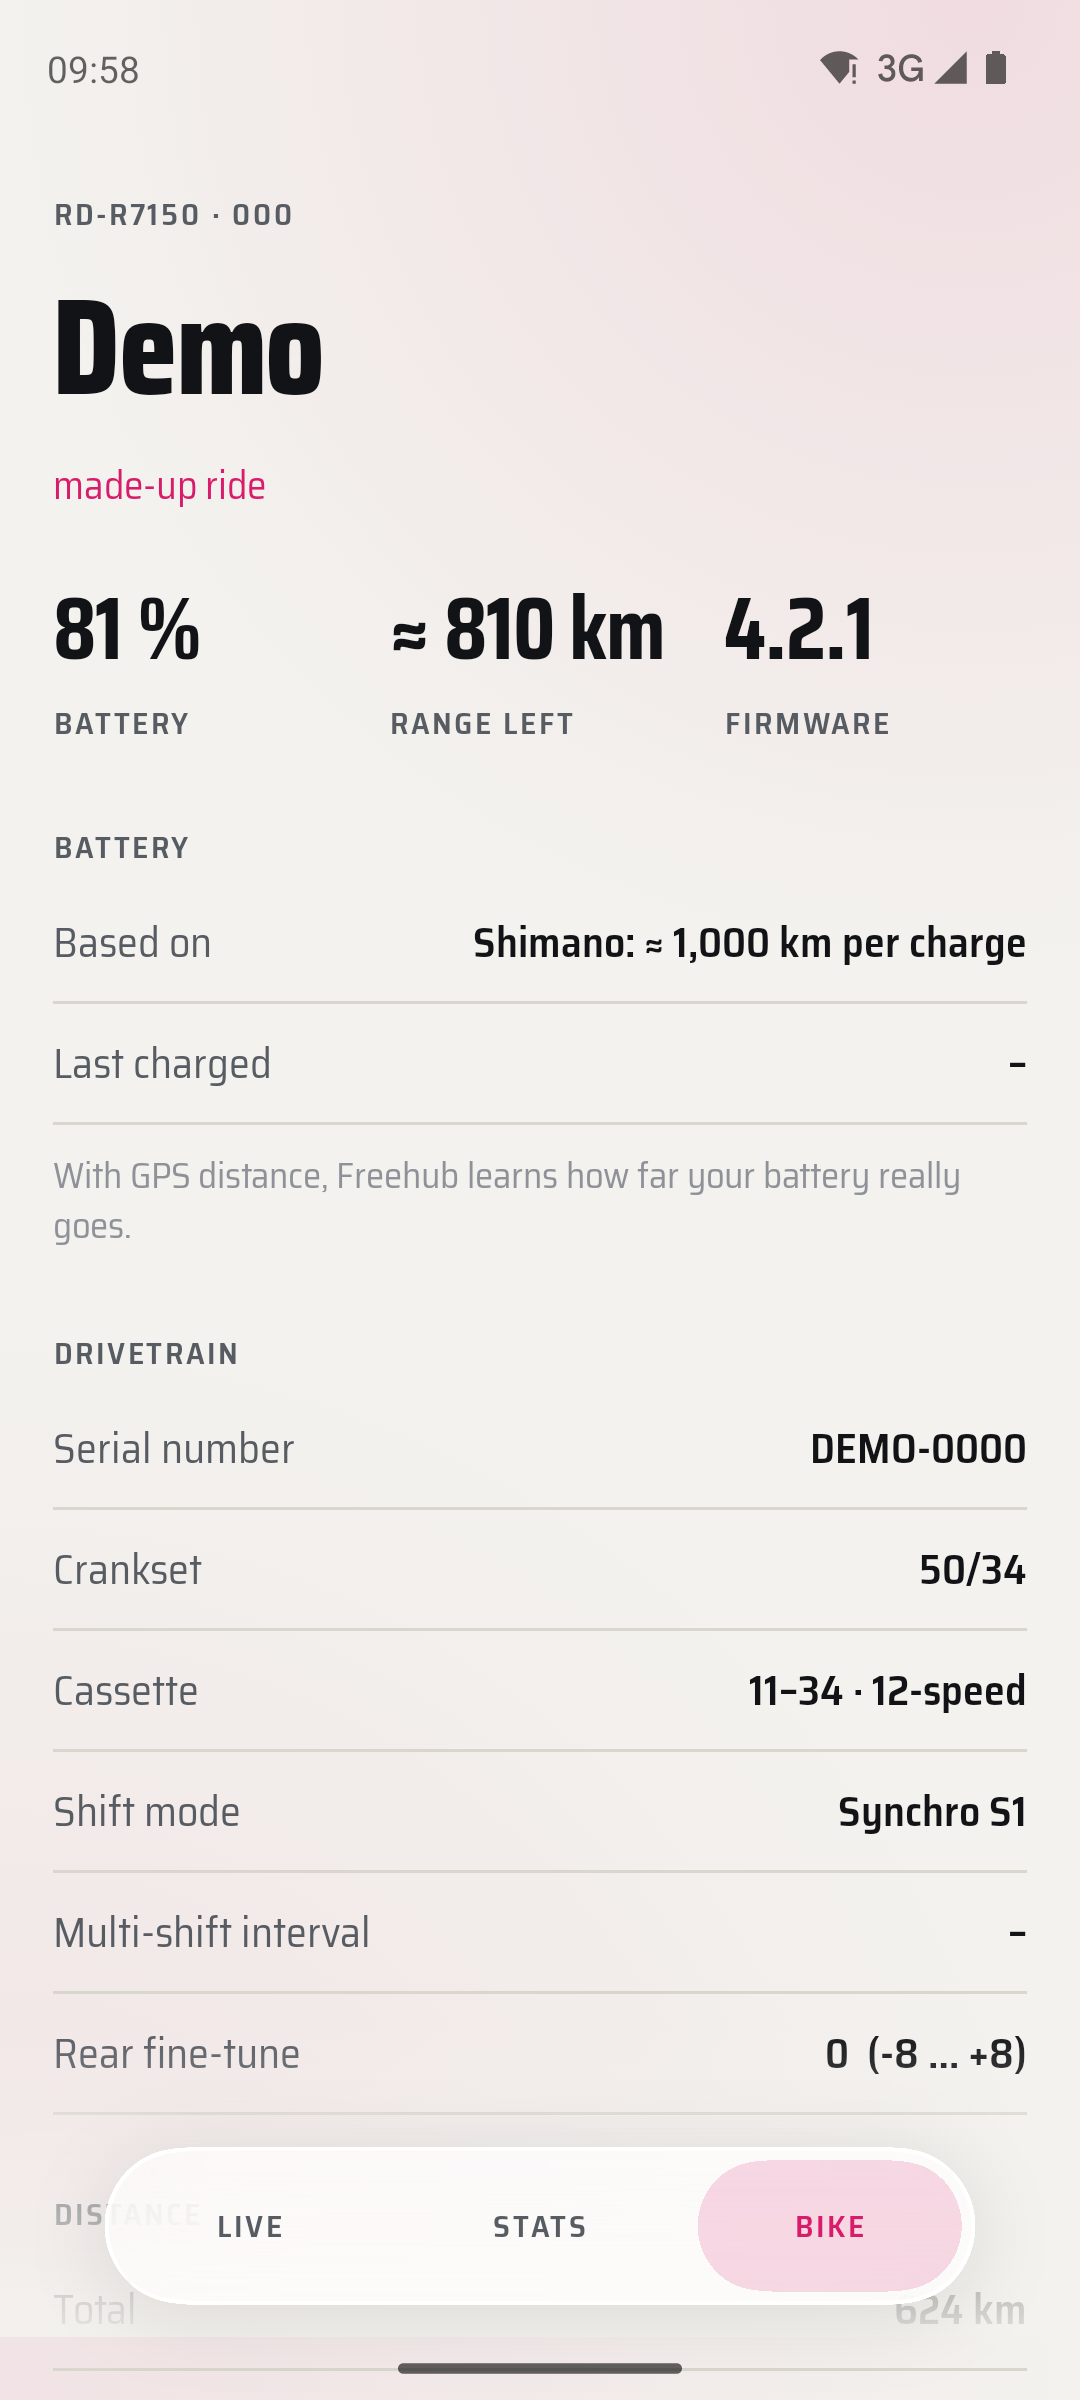 09:58
3G
RD-R7150 · 000
Demo
made-up ride
81 % ≈ 810 km 4.2.1
BATTERY RANGE LEFT FIRMWARE
BATTERY
Based on Shimano: ≈ 1,000 km per charge
Last charged –
With GPS distance, Freehub learns how far your battery really
goes.
DRIVETRAIN
Serial number DEMO-0000
Crankset 50/34
Cassette 11–34 · 12-speed
Shift mode Synchro S1
Multi-shift interval –
Rear fine-tune 0 (-8 … +8)
DISTANCE
LIVE STATS BIKE
Total 624 km